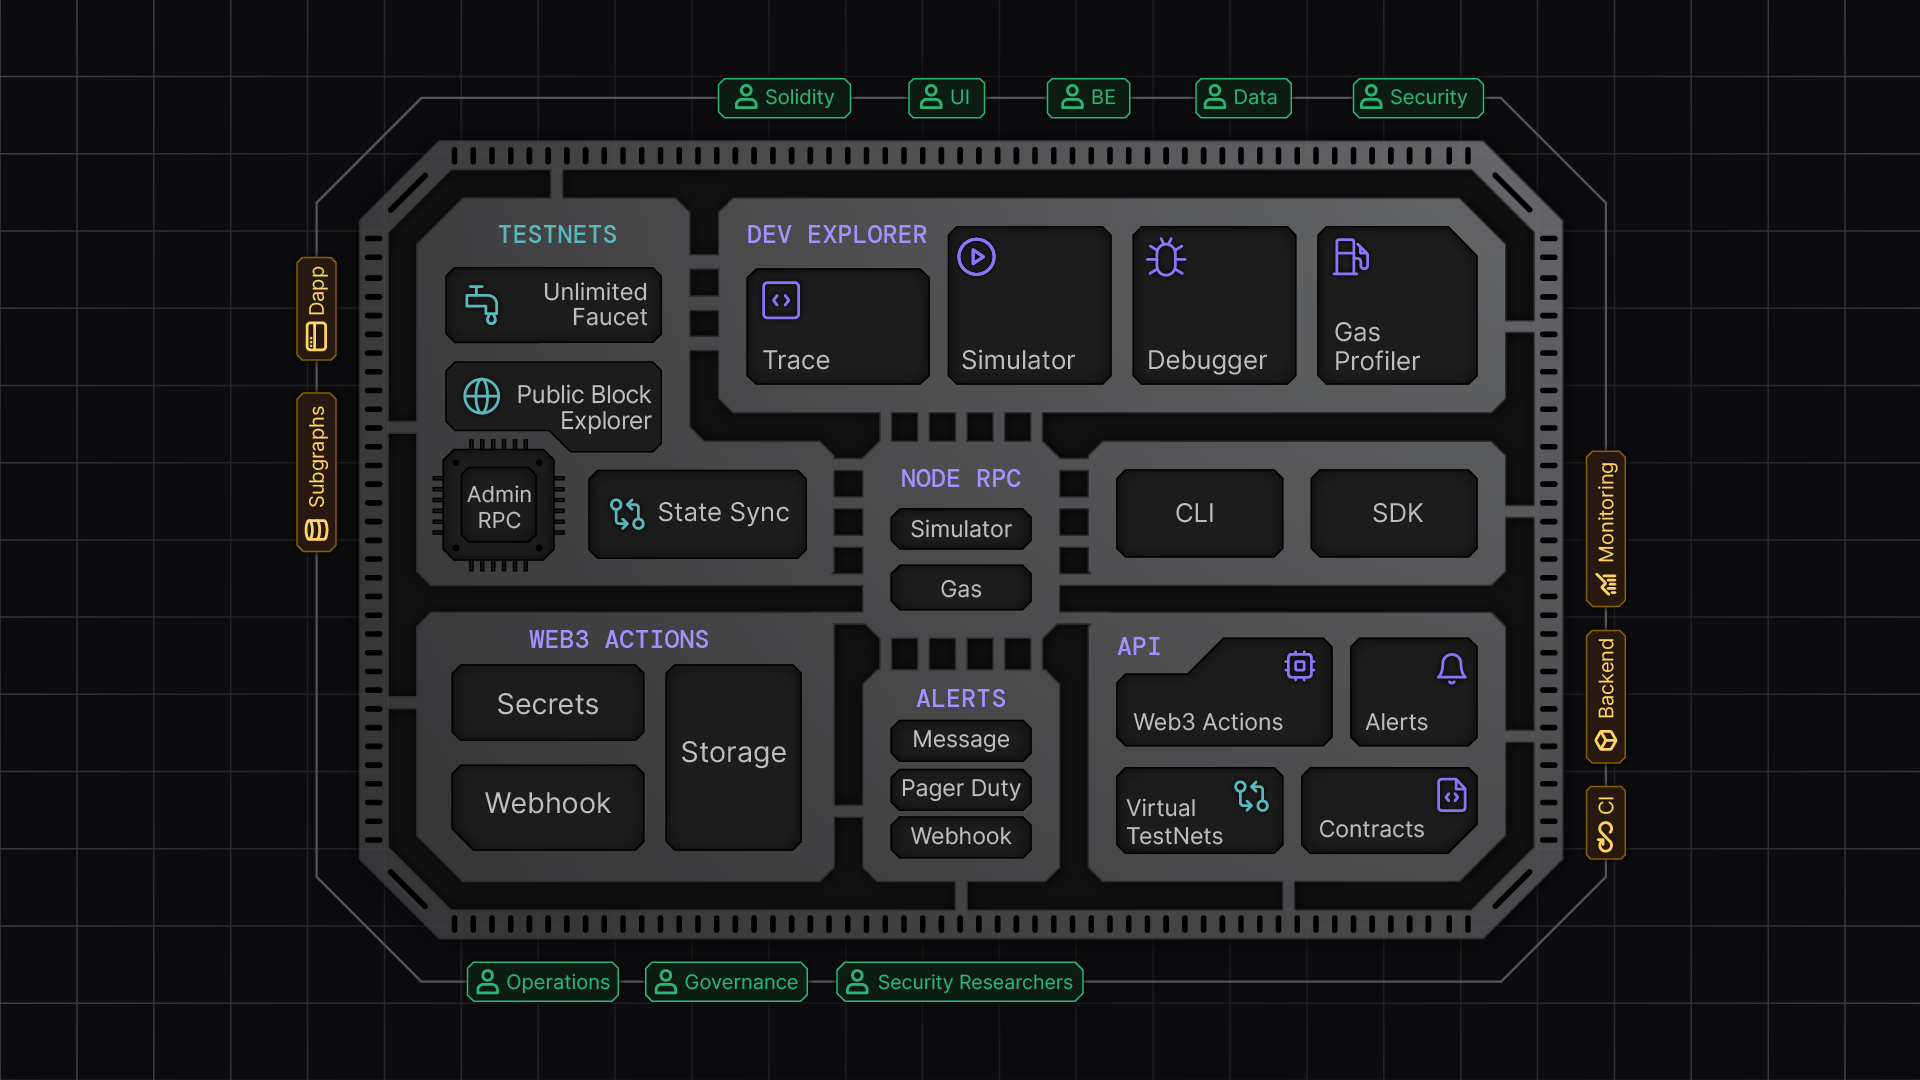 Solidity
UI
BE
Data
Security
Dapp
Subgraphs
TESTNETS
Unlimited
Faucet
Public Block
Explorer
Admin
RPC
State Sync
DEV EXPLORER
Trace
Simulator
Debugger
Gas
Profiler
NODE RPC
Simulator
Gas
CLI
SDK
WEB3 ACTIONS
Secrets
Webhook
Storage
ALERTS
Message
Pager Duty
Webhook
API
Web3 Actions
Alerts
Virtual
TestNets
Contracts
Monitoring
Backend
CI
Operations
Governance
Security Researchers